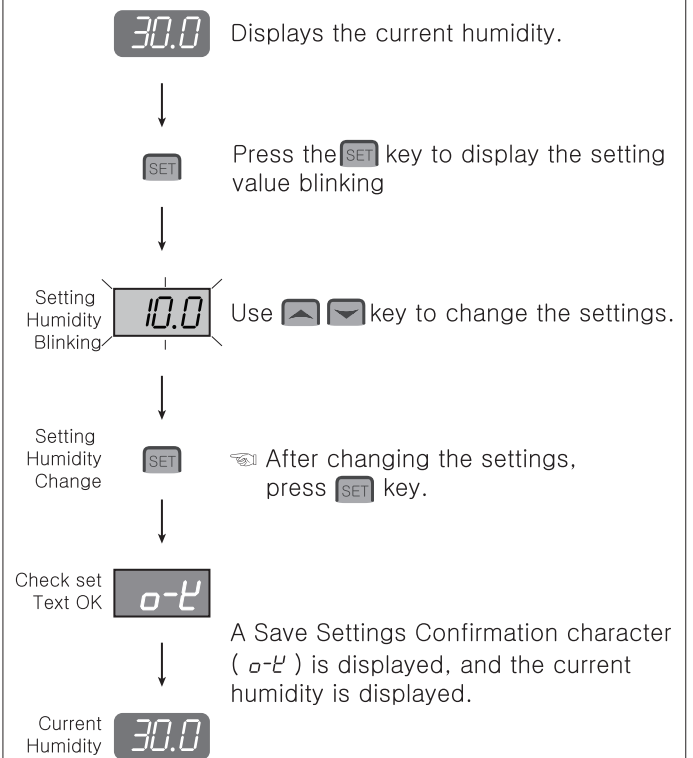 30.0 Displays the current humidity.
SET
Press the SET key to display the setting
value blinking
Setting
Humidity
Blinking
10.0
Use key to change the settings.
Setting
Humidity
Change
SET
☞ After changing the settings,
press SET key.
Check set
Text OK
o-k
A Save Settings Confirmation character
( o-k ) is displayed, and the current
humidity is displayed.
Current
Humidity
30.0